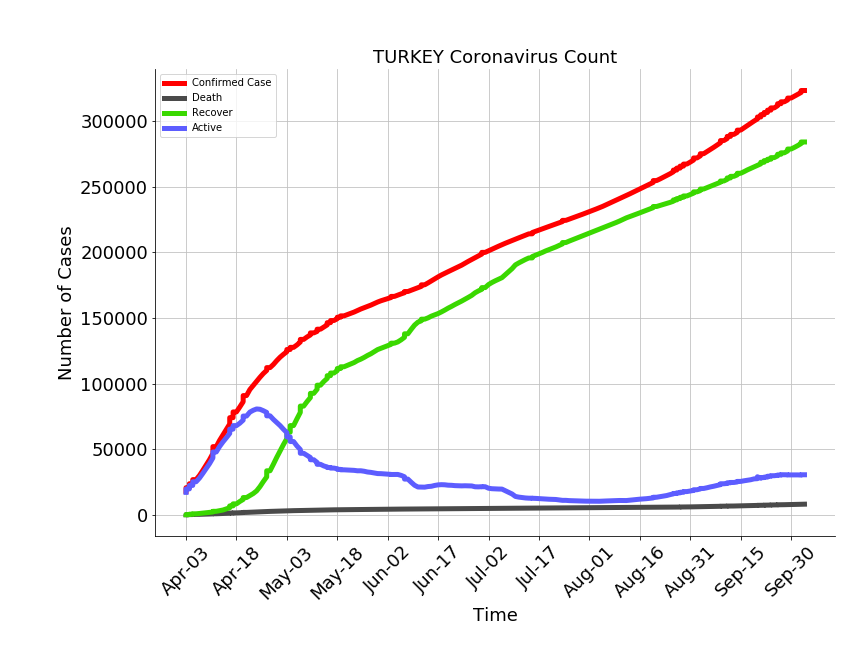 TURKEY Coronavirus Count
Confirmed Case
Death
Recover
Active
Number of Cases
300000
250000
200000
150000
100000
50000
0
Apr-03
Apr-18
May-03
May-18
Jun-02
Jun-17
Jul-02
Jul-17
Aug-01
Aug-16
Aug-31
Sep-15
Sep-30
Time